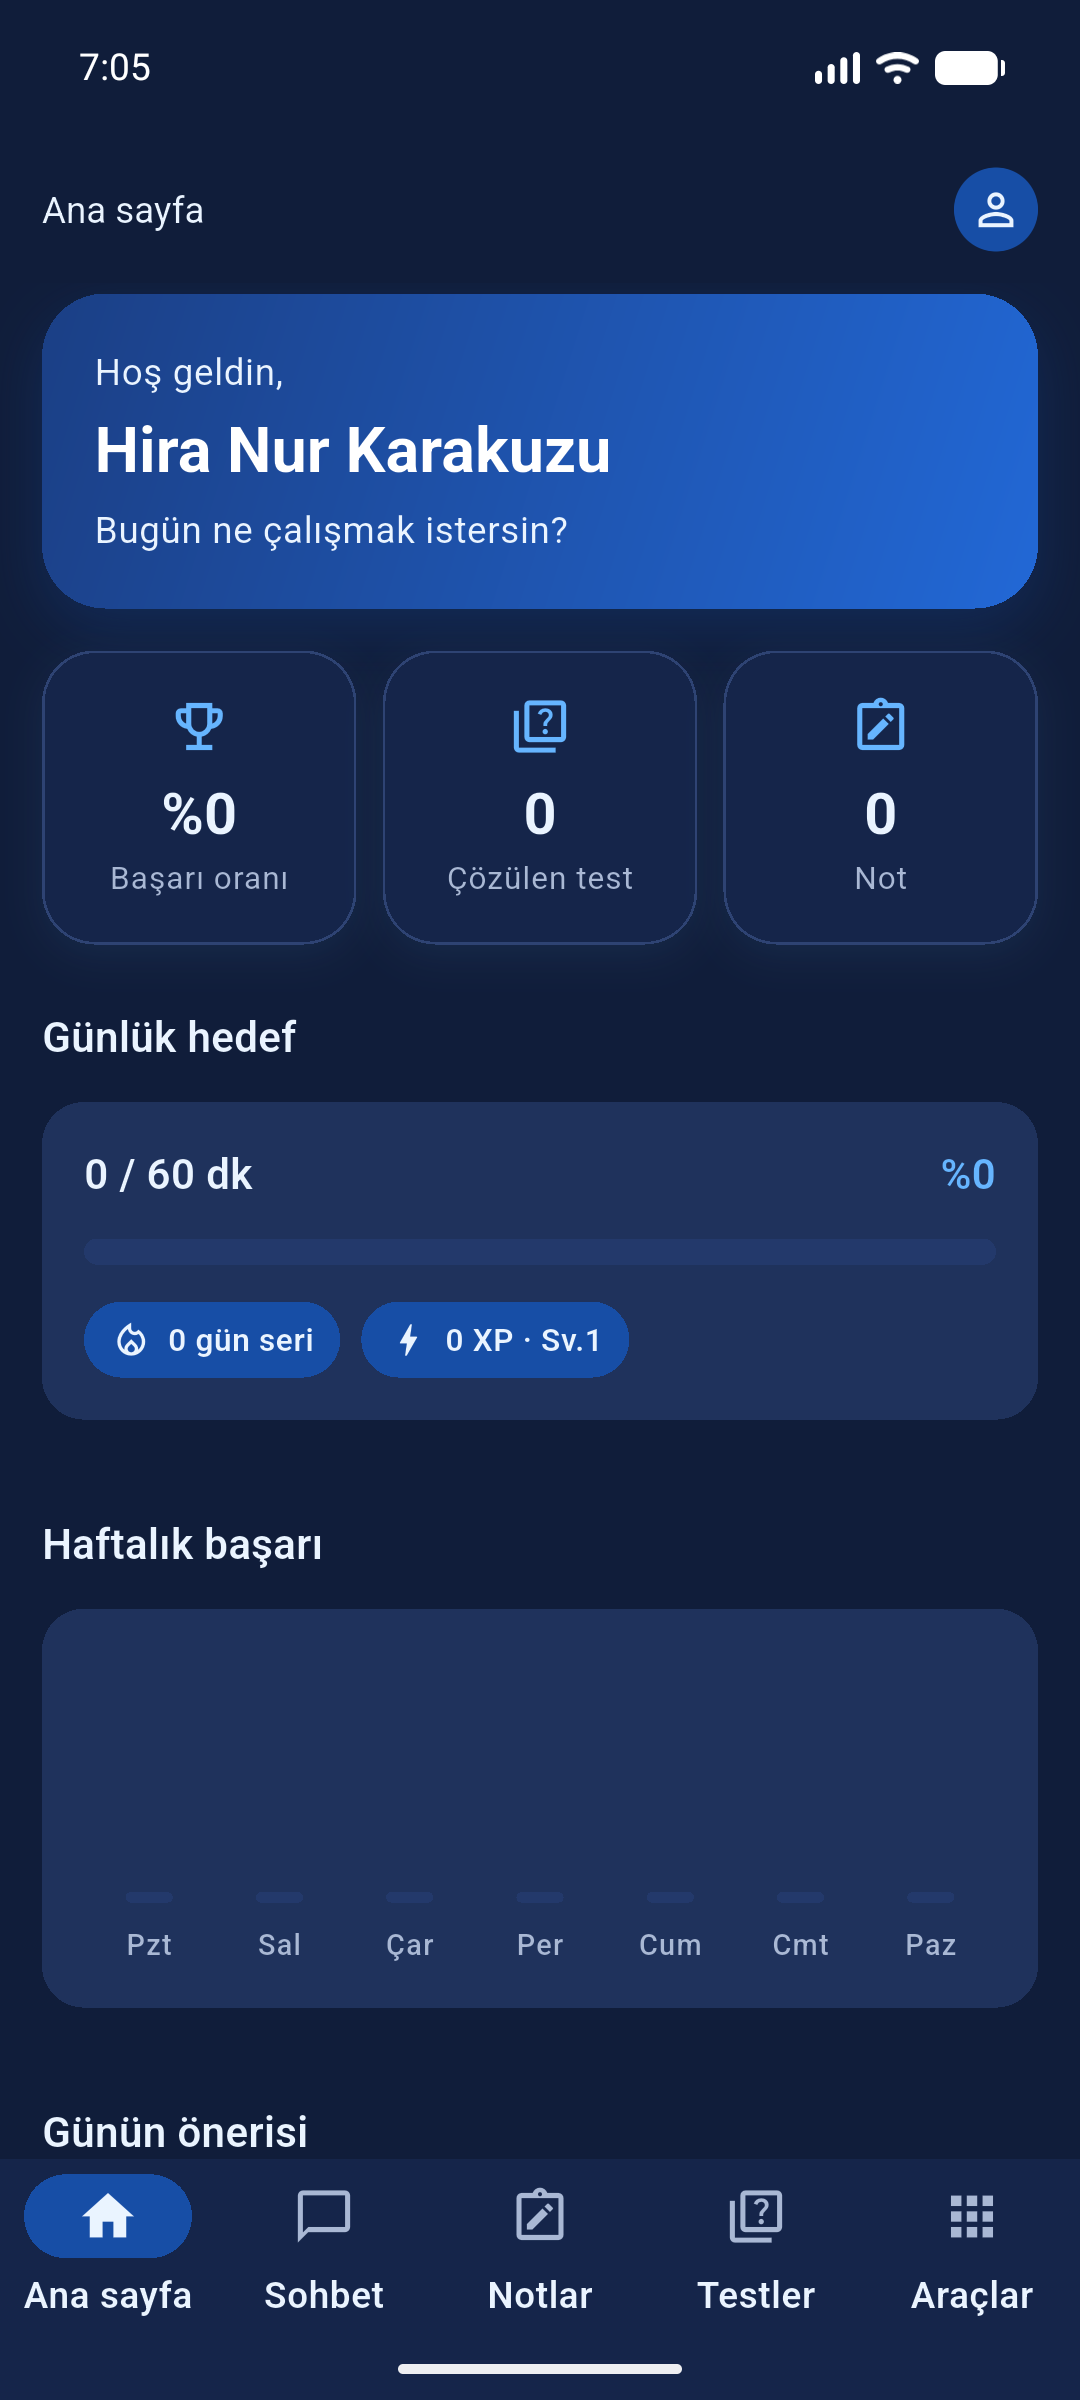 7:05
Ana sayfa
Hoş geldin,
Hira Nur Karakuzu
Bugün ne çalışmak istersin?
%0
Başarı oranı
0
Çözülen test
0
Not
Günlük hedef
0 / 60 dk
%0
0 gün seri
0 XP · Sv.1
Haftalık başarı
Pzt Sal Çar Per Cum Cmt Paz
Günün önerisi
Ana sayfa Sohbet Notlar Testler Araçlar